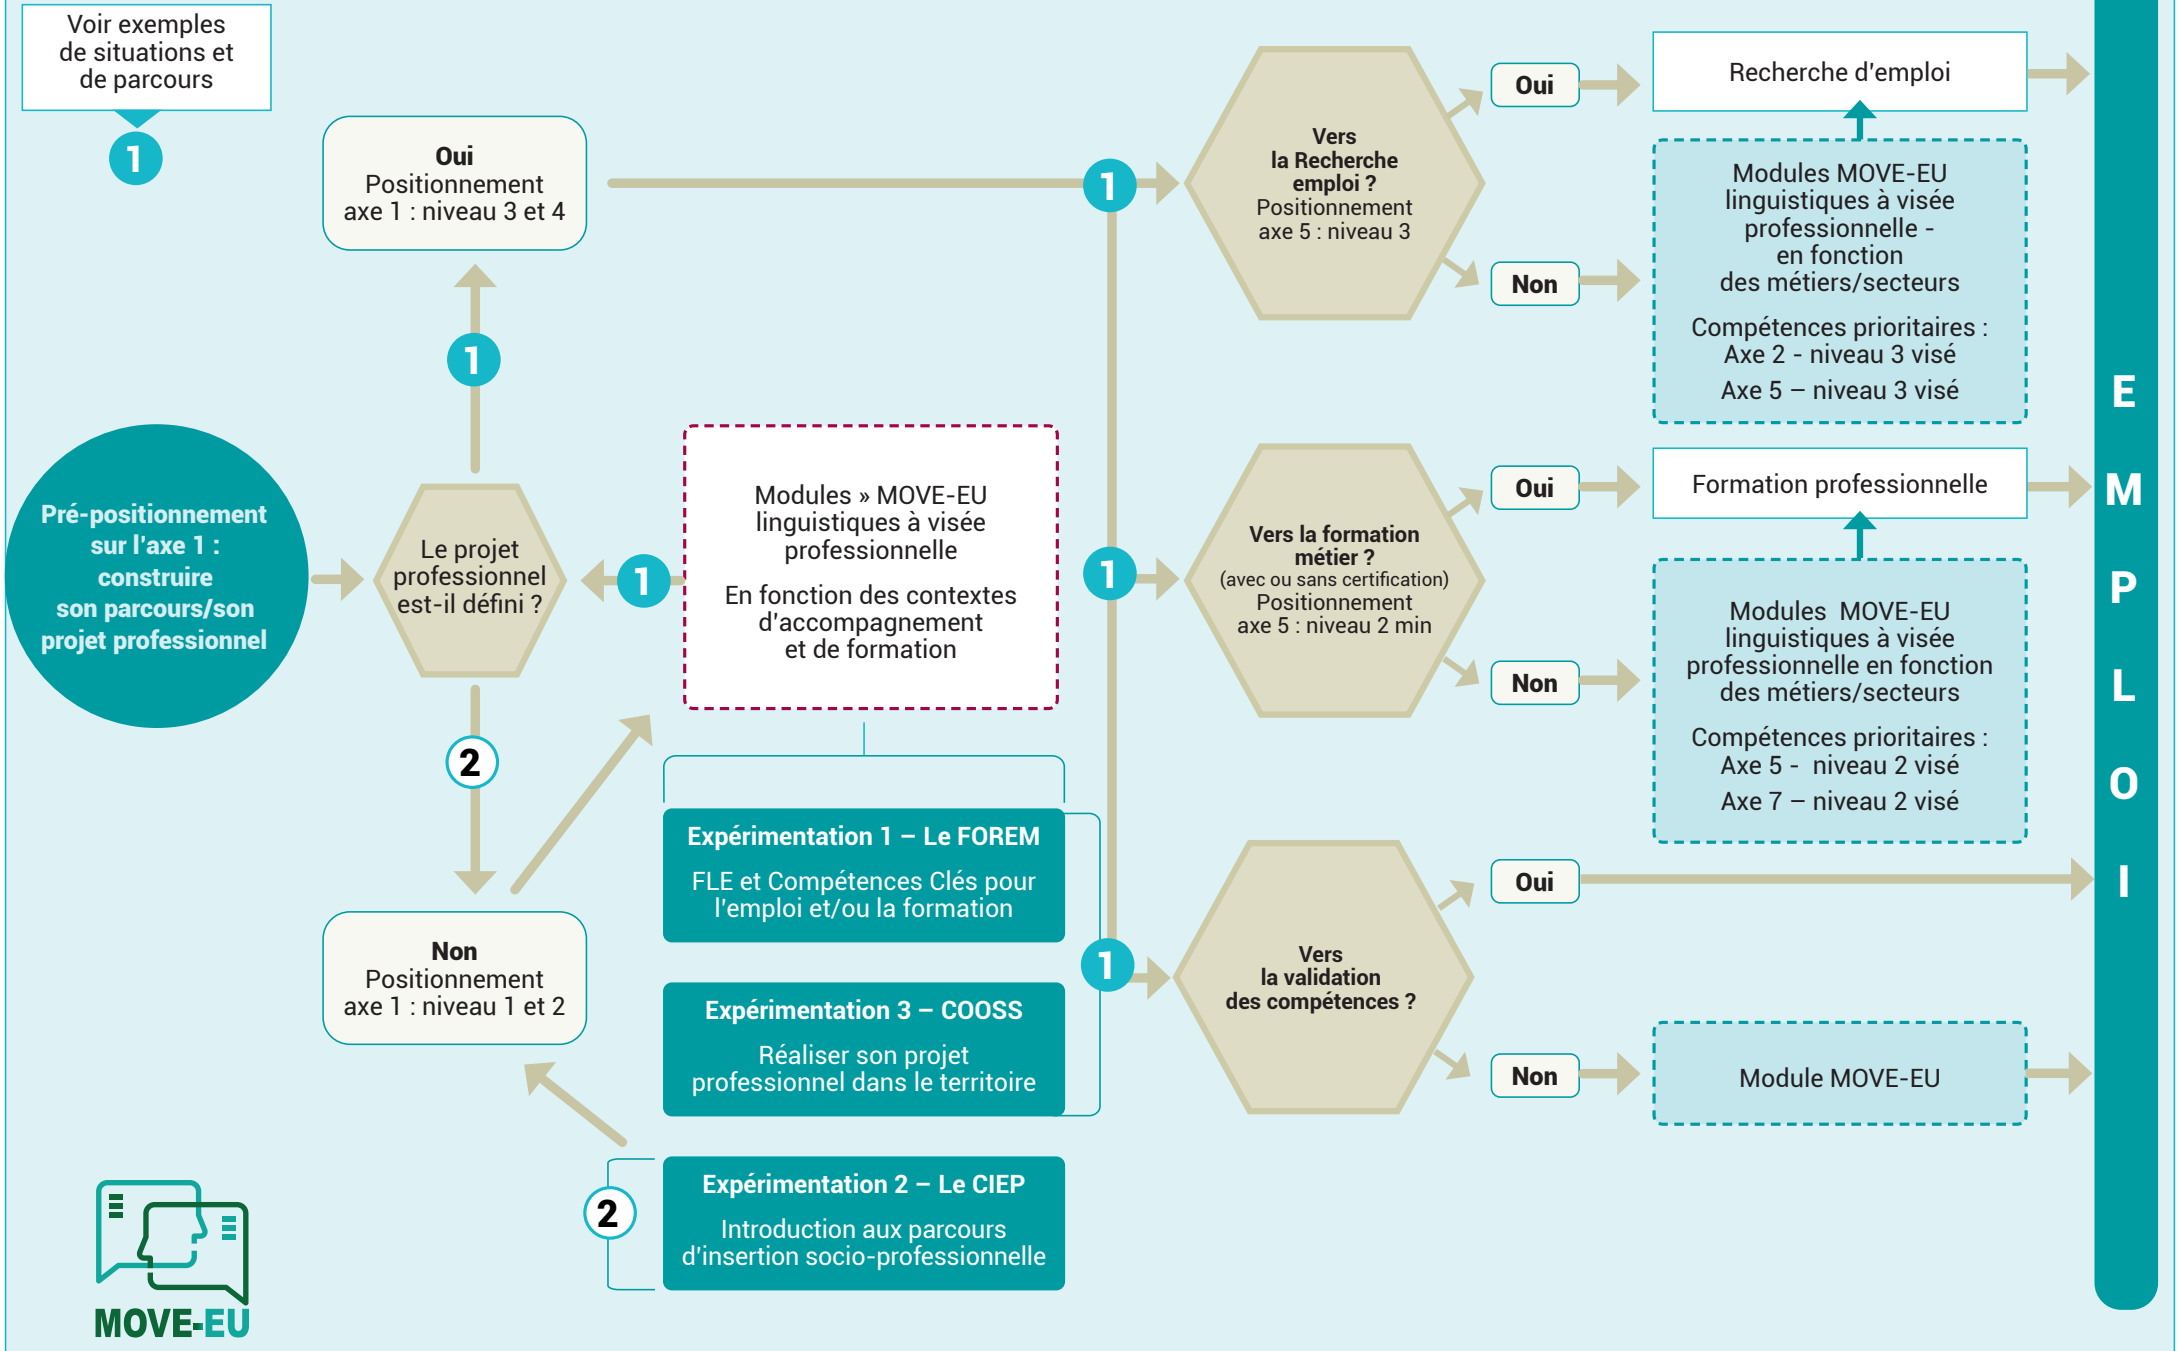 Voir exemples
de situations et
de parcours
1
Pré-positionnement
sur l'axe 1 :
construire
son parcours/son
projet professionnel
Le projet
professionnel
est-il défini ?
1
Oui
Positionnement
axe 1 : niveau 3 et 4
2
Non
Positionnement
axe 1 : niveau 1 et 2
1
Modules » MOVE-EU
linguistiques à visée
professionnelle
En fonction des contextes
d'accompagnement
et de formation
Expérimentation 1 – Le FOREM
FLE et Compétences Clés pour
l'emploi et/ou la formation
Expérimentation 3 – COOSS
Réaliser son projet
professionnel dans le territoire
2
Expérimentation 2 – Le CIEP
Introduction aux parcours
d'insertion socio-professionnelle
1
Vers
la Recherche
emploi ?
Positionnement
axe 5 : niveau 3
Oui
Recherche d'emploi
Non
Modules MOVE-EU
linguistiques à visée
professionnelle -
en fonction
des métiers/secteurs
Compétences prioritaires :
Axe 2 - niveau 3 visé
Axe 5 – niveau 3 visé
1
Vers la formation
métier ?
(avec ou sans certification)
Positionnement
axe 5 : niveau 2 min
Oui
Formation professionnelle
Non
Modules MOVE-EU
linguistiques à visée
professionnelle en fonction
des métiers/secteurs
Compétences prioritaires :
Axe 5 - niveau 2 visé
Axe 7 – niveau 2 visé
1
Vers
la validation
des compétences ?
Oui
Non
Module MOVE-EU
E
M
P
L
O
I
MOVE-EU